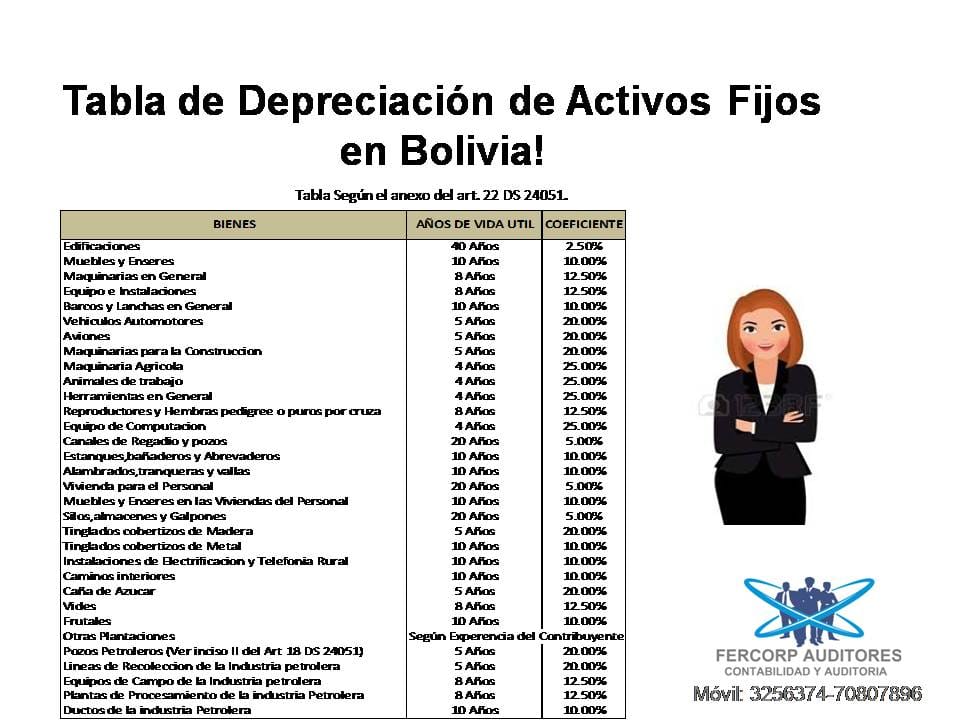 Tabla de Depreciación de Activos Fijos
en Bolivia!
Tabla Según el anexo del art. 22 DS 24051.
BIENES AÑOS DE VIDA UTIL COEFICIENTE
Edificaciones 40 Años 2.50%
Muebles y Enseres 10 Años 10.00%
Maquinarias en General 8 Años 12.50%
Equipo e Instalaciones 8 Años 12.50%
Barcos y Lanchas en General 10 Años 10.00%
Vehiculos Automotores 5 Años 20.00%
Aviones 5 Años 20.00%
Maquinarias para la Construccion 5 Años 20.00%
Maquinaria Agricola 4 Años 25.00%
Animales de trabajo 4 Años 25.00%
Herramientas en General 4 Años 25.00%
Reproductores y Hembras pedigree o puros por cruza 8 Años 12.50%
Equipo de Computacion 4 Años 25.00%
Canales de Regadio y pozos 20 Años 5.00%
Estanques,bañaderos y Abrevaderos 10 Años 10.00%
Alambrados,tranqueras y vallas 10 Años 10.00%
Vivienda para el Personal 20 Años 5.00%
Muebles y Enseres en las Viviendas del Personal 10 Años 10.00%
Silos,almacenes y Galpones 20 Años 5.00%
Tinglados cobertizos de Madera 5 Años 20.00%
Tinglados cobertizos de Metal 10 Años 10.00%
Instalaciones de Electrificacion y Telefonia Rural 10 Años 10.00%
Caminos interiores 10 Años 10.00%
Caña de Azucar 5 Años 20.00%
Vides 8 Años 12.50%
Frutales 10 Años 10.00%
Otras Plantaciones Según Experencia del Contribuyente
Pozos Petroleros (Ver inciso II del Art 18 DS 24051) 5 Años 20.00%
Lineas de Recoleccion de la Industria petrolera 5 Años 20.00%
Equipos de Campo de la Industria petrolera 8 Años 12.50%
Plantas de Procesamiento de la industria Petrolera 8 Años 12.50%
Ductos de la industria Petrolera 10 Años 10.00%
123RF
FERCORP AUDITORES
CONTABILIDAD Y AUDITORIA
Móvil: 3256374-70807896